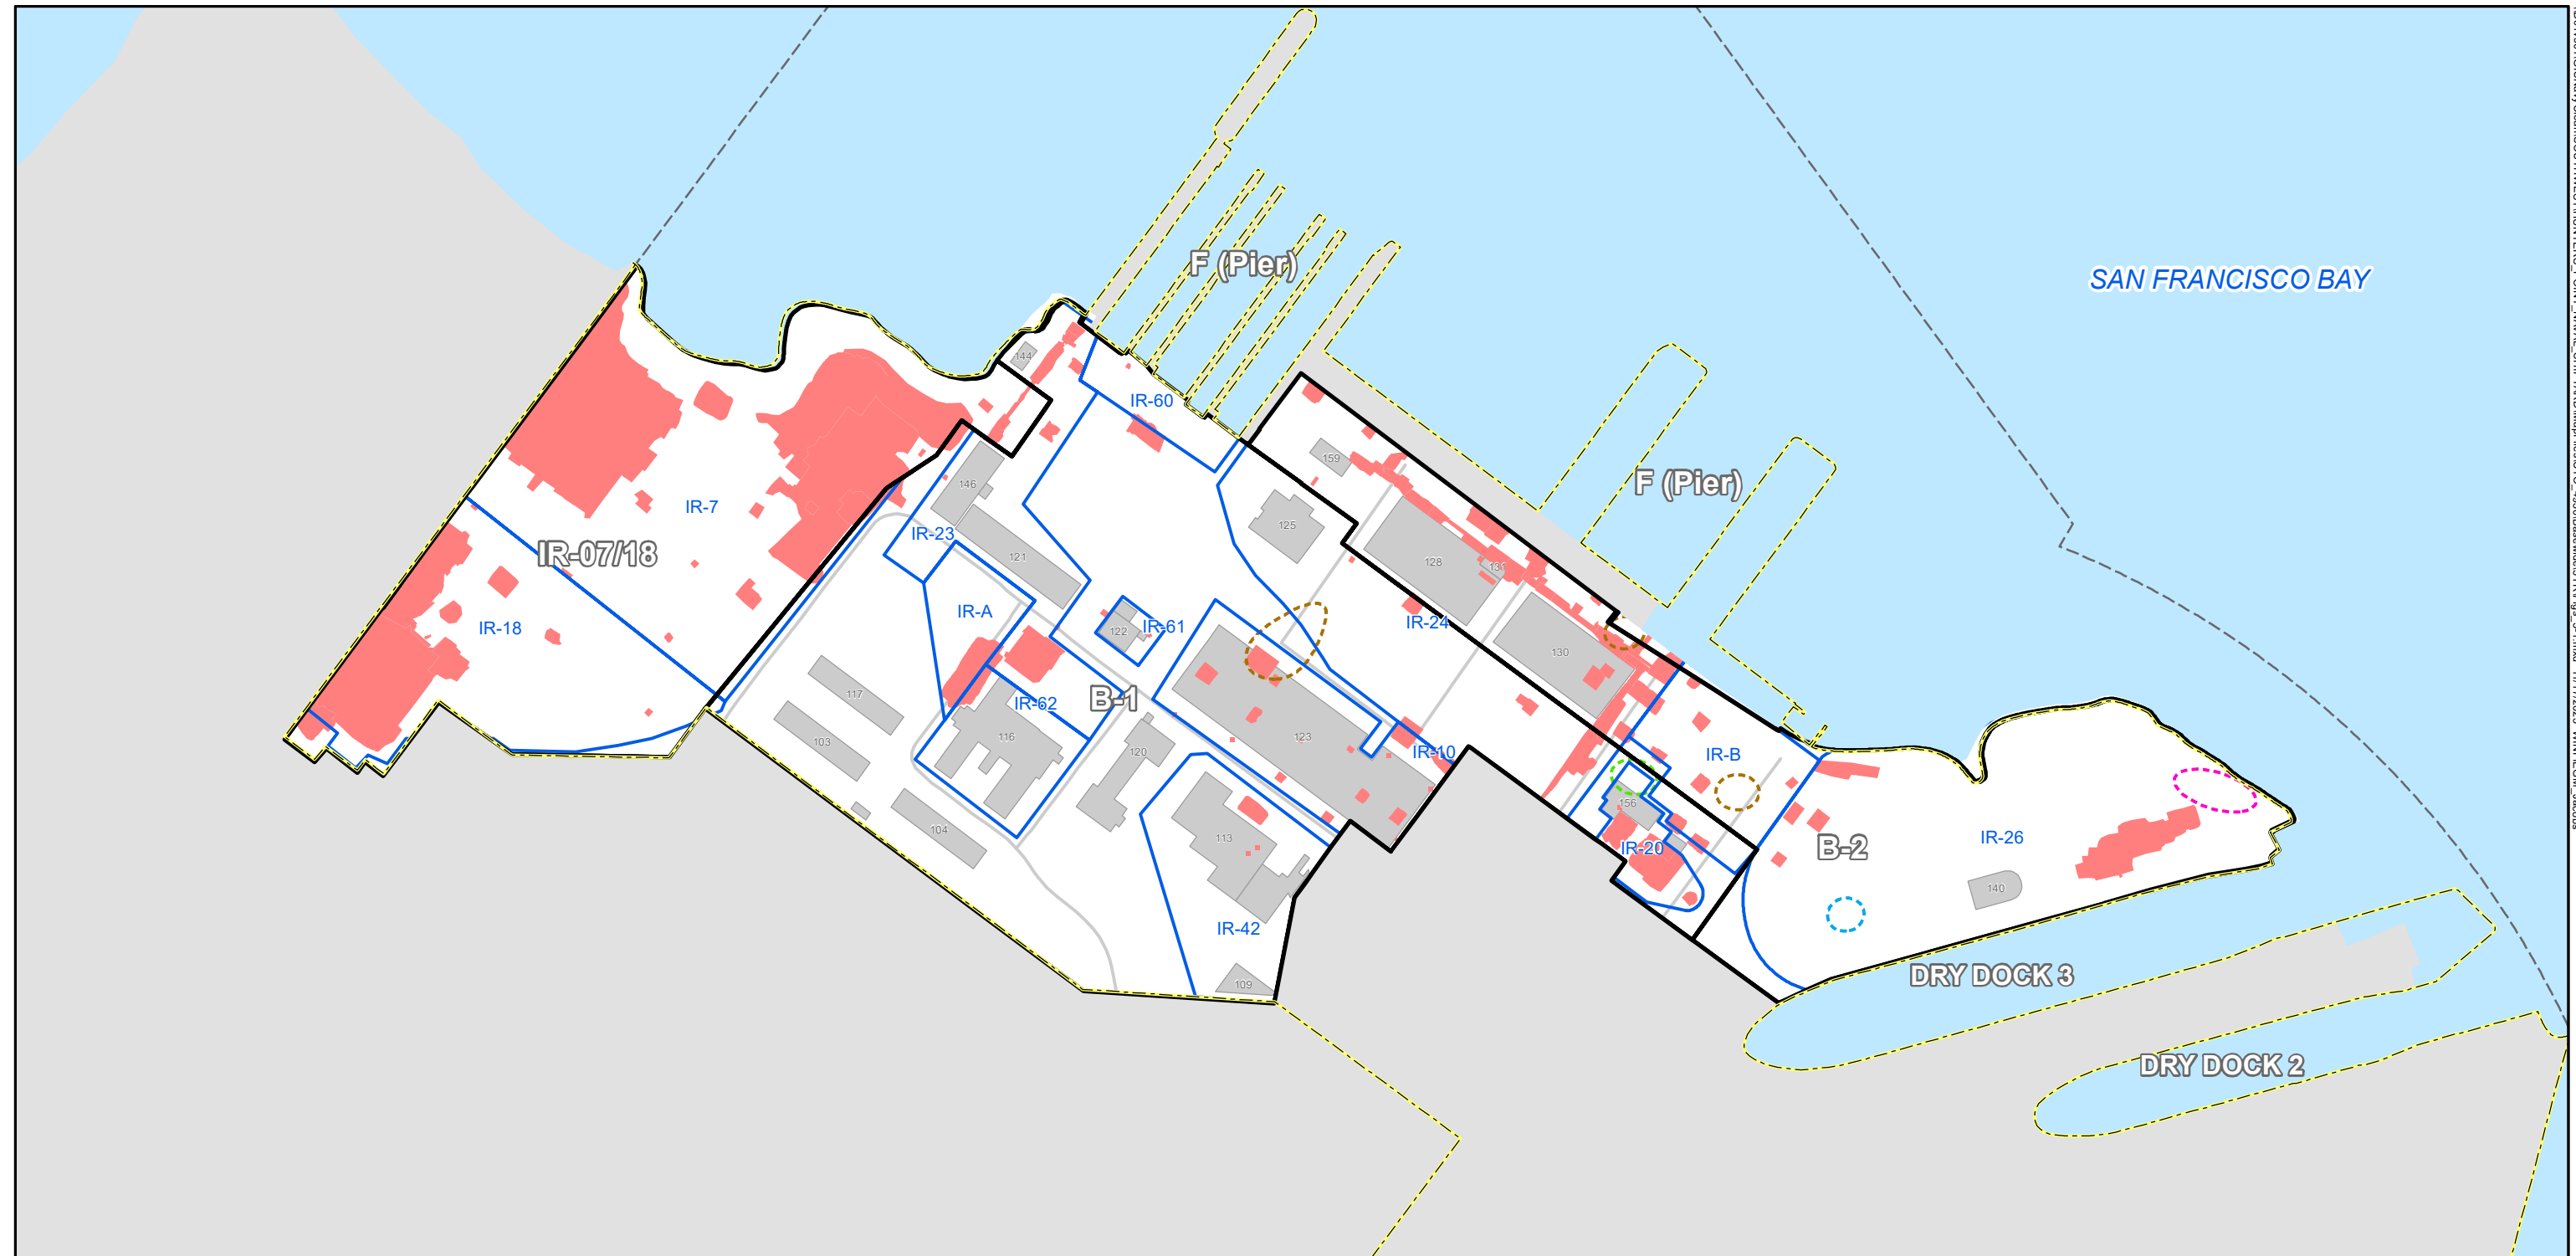 F (Pier)
SAN FRANCISCO BAY
144
IR-60
159
146
F (Pier)
IR-7
125
IR-23
IR-07/18
121
128
131
IR-A
IR-24
IR-18
122
IR-61
130
117
B-1
IR-62
103
116
120
123
IR-10
IR-B
156
104
113
IR-20
B-2
IR-26
140
IR-42
109
DRY DOCK 3
DRY DOCK 2